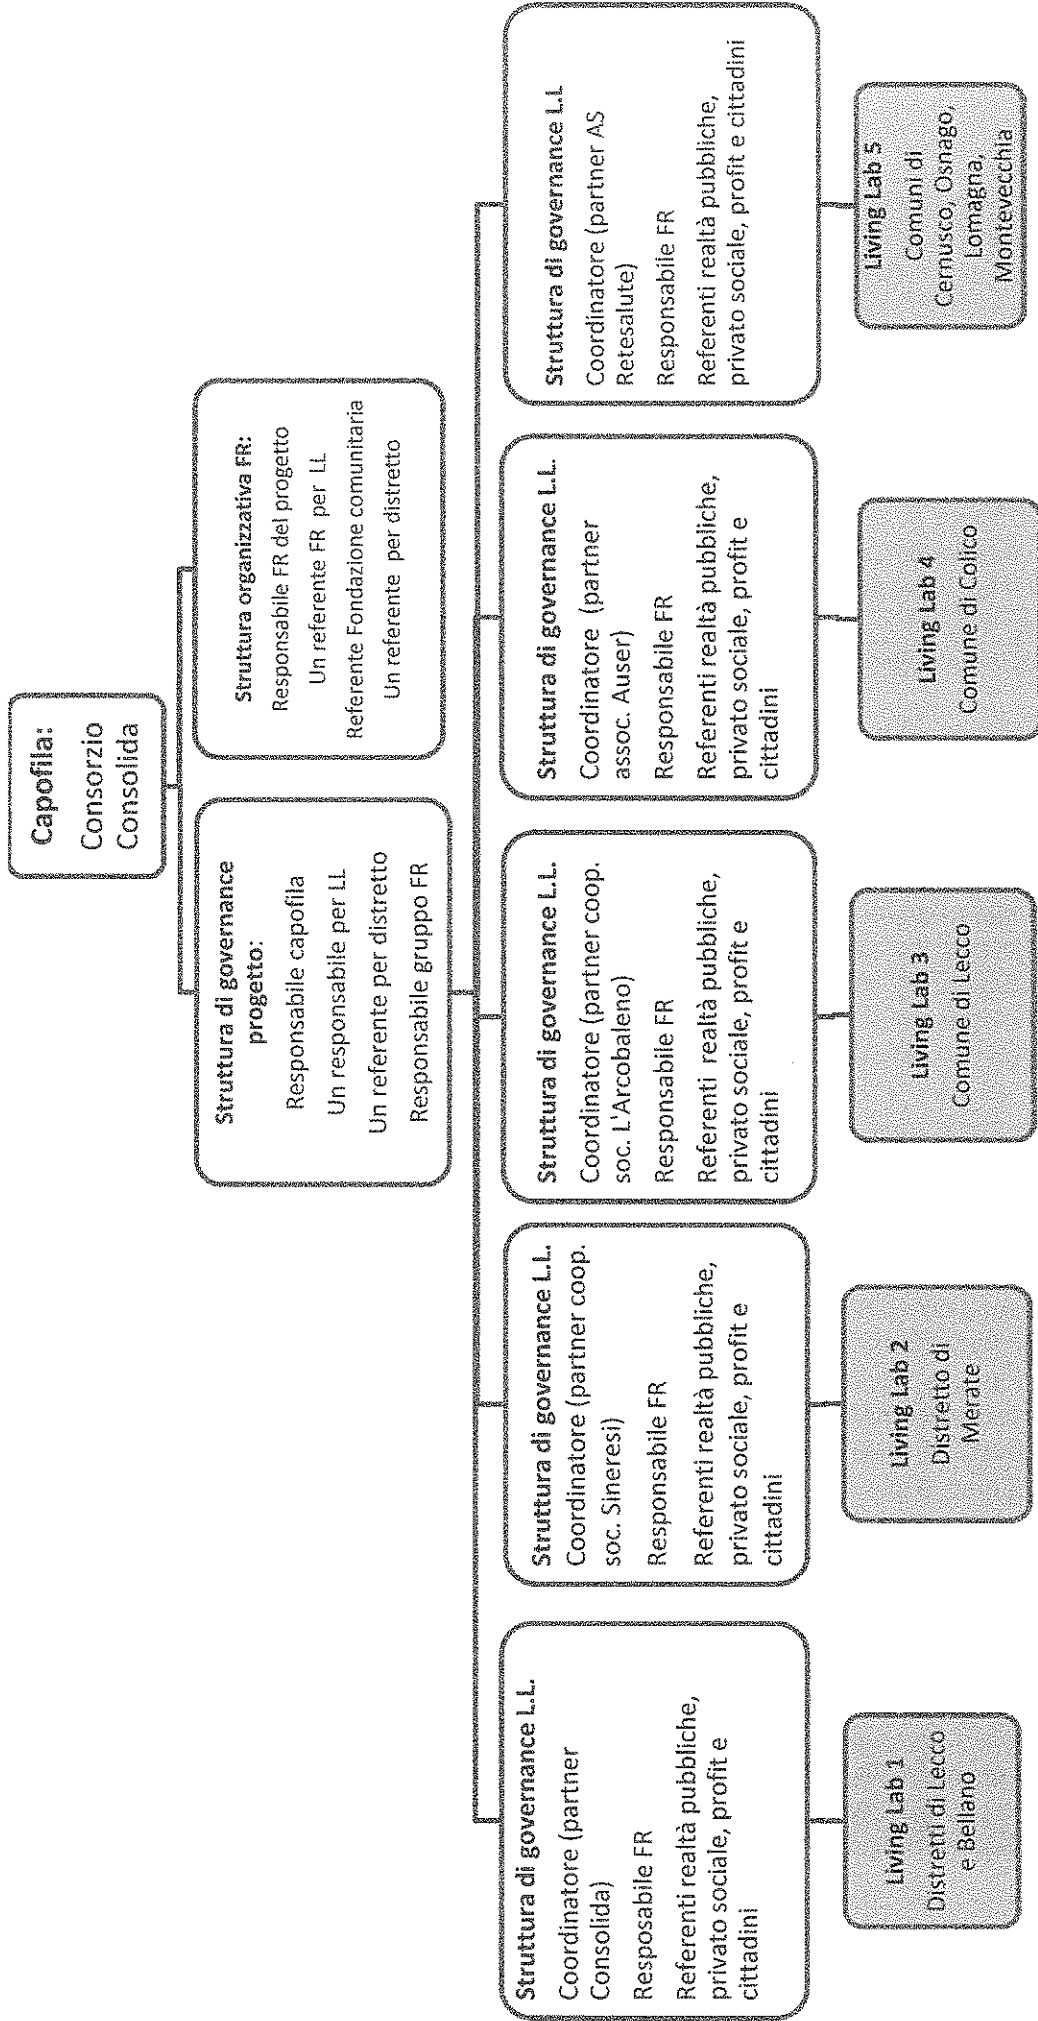 Capofila:
Consorzio
Consolida
Struttura di governance
progetto:
Responsabile capofila
Un responsabile per LL
Un referente per distretto
Responsabile gruppo FR
Struttura organizzativa FR:
Responsabile FR del progetto
Un referente FR per LL
Referente Fondazione comunitaria
Un referente per distretto
Struttura di governance L.L.
Coordinatore (partner
Consolida)
Resposabile FR
Referenti realtà pubbliche,
privato sociale, profit e
cittadini
Struttura di governance L.L.
Coordinatore (partner coop.
soc. Sineresi)
Responsabile FR
Referenti realtà pubbliche,
privato sociale, profit e
cittadini
Struttura di governance L.L.
Coordinatore (partner coop.
soc. L'Arcobaleno)
Responsabile FR
Referenti realtà pubbliche,
privato sociale, profit e
cittadini
Struttura di governance L.L.
Coordinatore (partner
assoc. Auser)
Responsabile FR
Referenti realtà pubbliche,
privato sociale, profit e
cittadini
Struttura di governance L.L
Coordinatore (partner AS
Retesalute)
Responsabile FR
Referenti realtà pubbliche,
privato sociale, profit e cittadini
Living Lab 1
Distretti di Lecco
e Bellano
Living Lab 2
Distretto di
Merate
Living Lab 3
Comune di Lecco
Living Lab 4
Comune di Colico
Living Lab 5
Comuni di
Cernusco, Osnago,
Lomagna,
Montevecchia